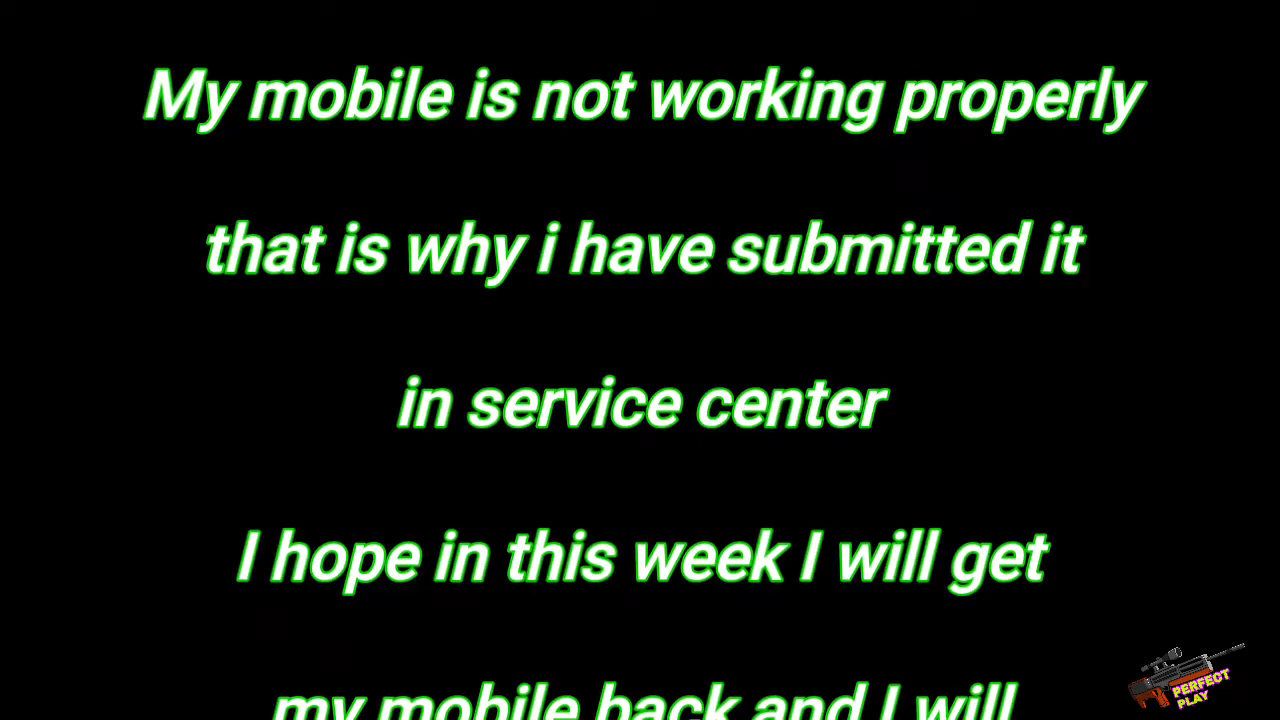 My mobile is not working properly
that is why i have submitted it
in service center
I hope in this week I will get
my mobile back and I will
PERFECT
PLAY